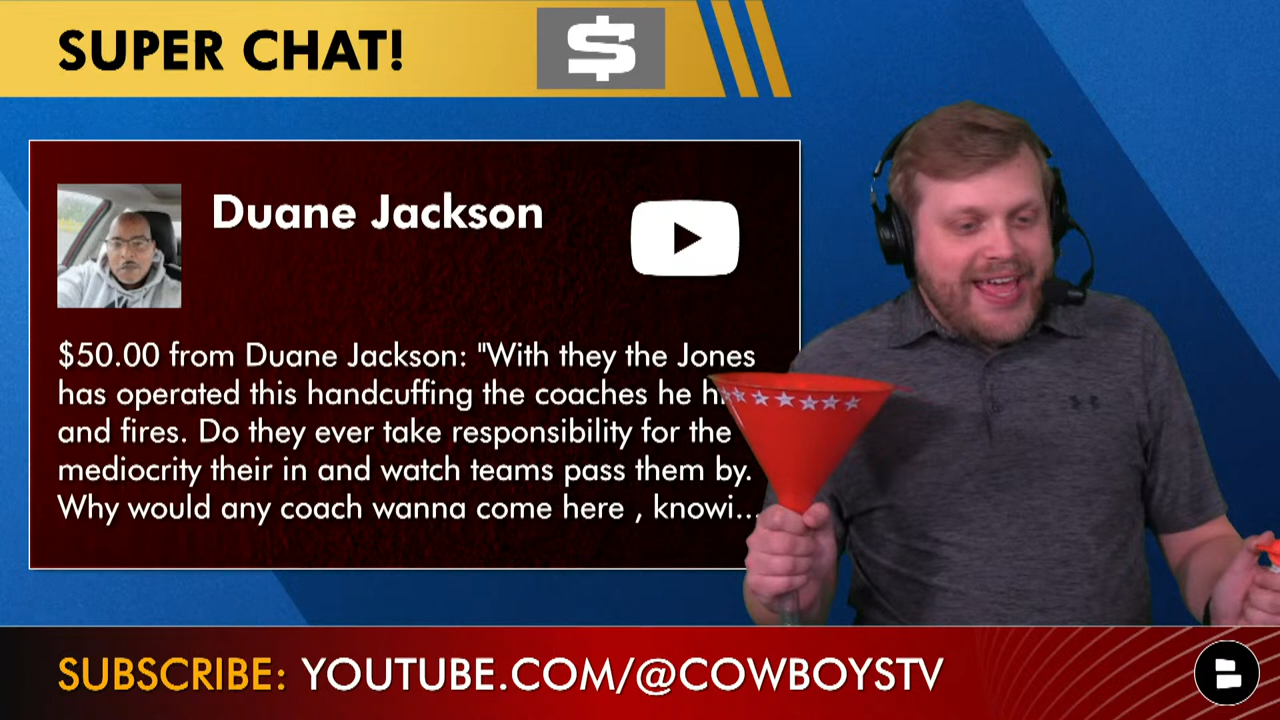 SUPER CHAT!
Duane Jackson
$50.00 from Duane Jackson: "With they the Jones
has operated this handcuffing the coaches he
and fires. Do they ever take responsibility for the
mediocrity their in and watch teams pass them by.
Why would any coach wanna come here , knowi...
SUBSCRIBE: YOUTUBE.COM/@COWBOYSTV